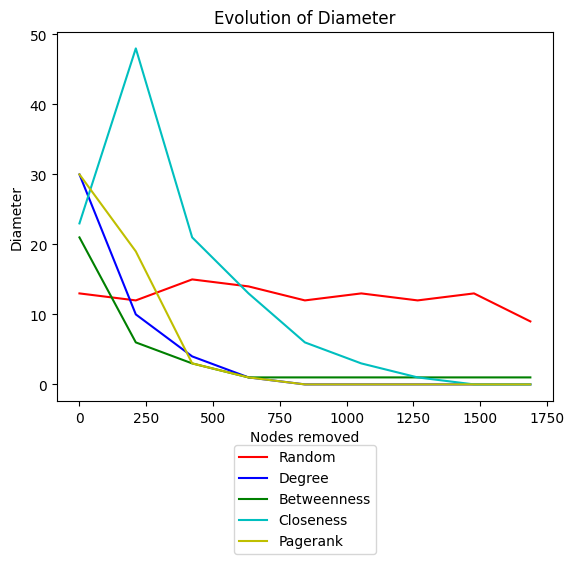 Evolution of Diameter
50
40
30
20
10
0
Diameter
0 250 500 750 1000 1250 1500 1750
Nodes removed
Random
Degree
Betweenness
Closeness
Pagerank